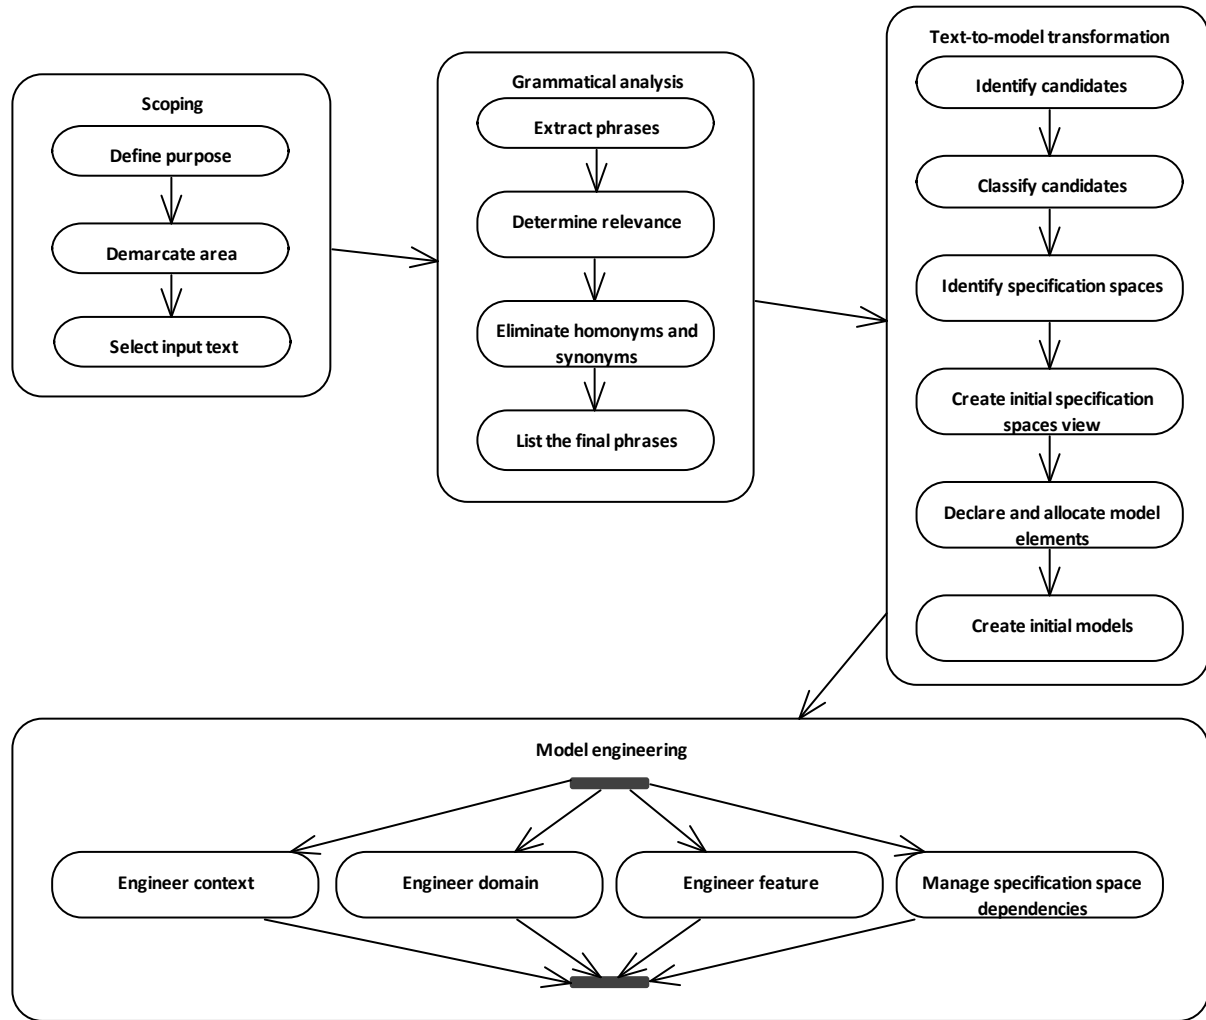 Scoping
Define purpose
Demarcate area
Select input text
Grammatical analysis
Extract phrases
Determine relevance
Eliminate homonyms and
synonyms
List the final phrases
Text-to-model transformation
Identify candidates
Classify candidates
Identify specification spaces
Create initial specification
spaces view
Declare and allocate model
elements
Create initial models
Model engineering
Engineer context
Engineer domain
Engineer feature
Manage specification space
dependencies